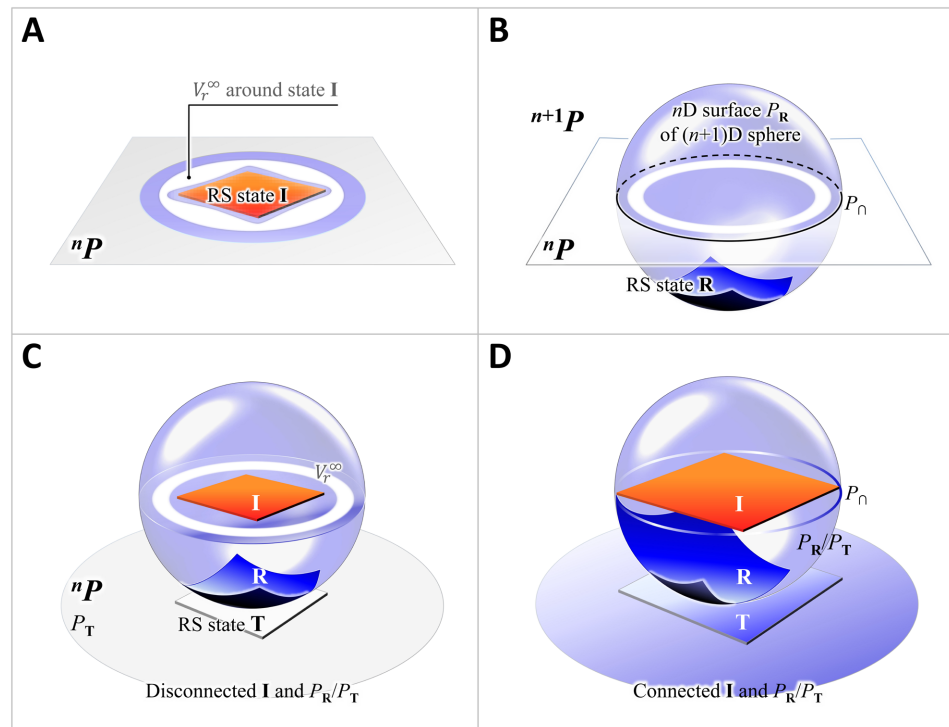 A
V_r^∞ around state I
RS state I
ⁿP
B
ⁿ⁺¹P
nD surface P_R
of (n+1)D sphere
P_∩
ⁿP
RS state R
C
V_r^∞
I
R
ⁿP
P_T
RS state T
Disconnected I and P_R/P_T
D
I
P_∩
P_R/P_T
R
T
Connected I and P_R/P_T